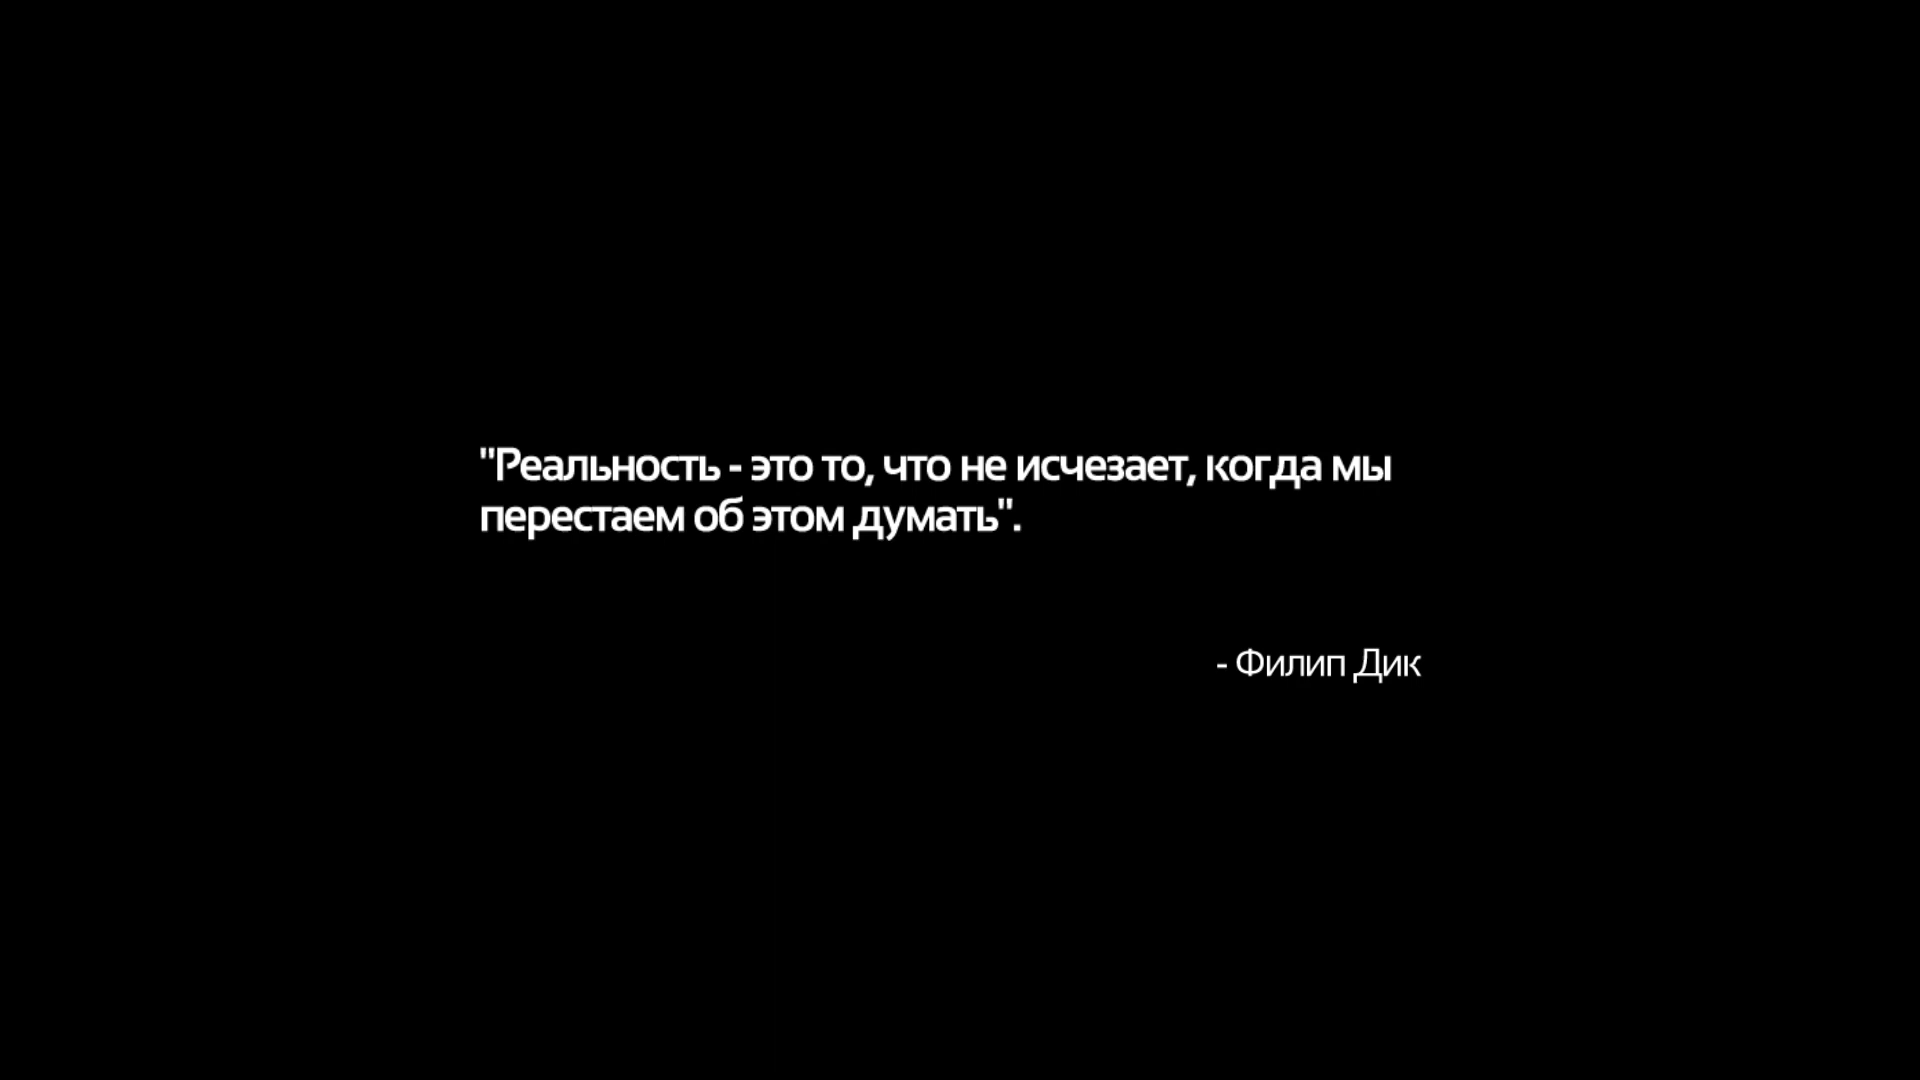 "Реальность - это то, что не исчезает, когда мы
перестаем об этом думать".
- Филип Дик